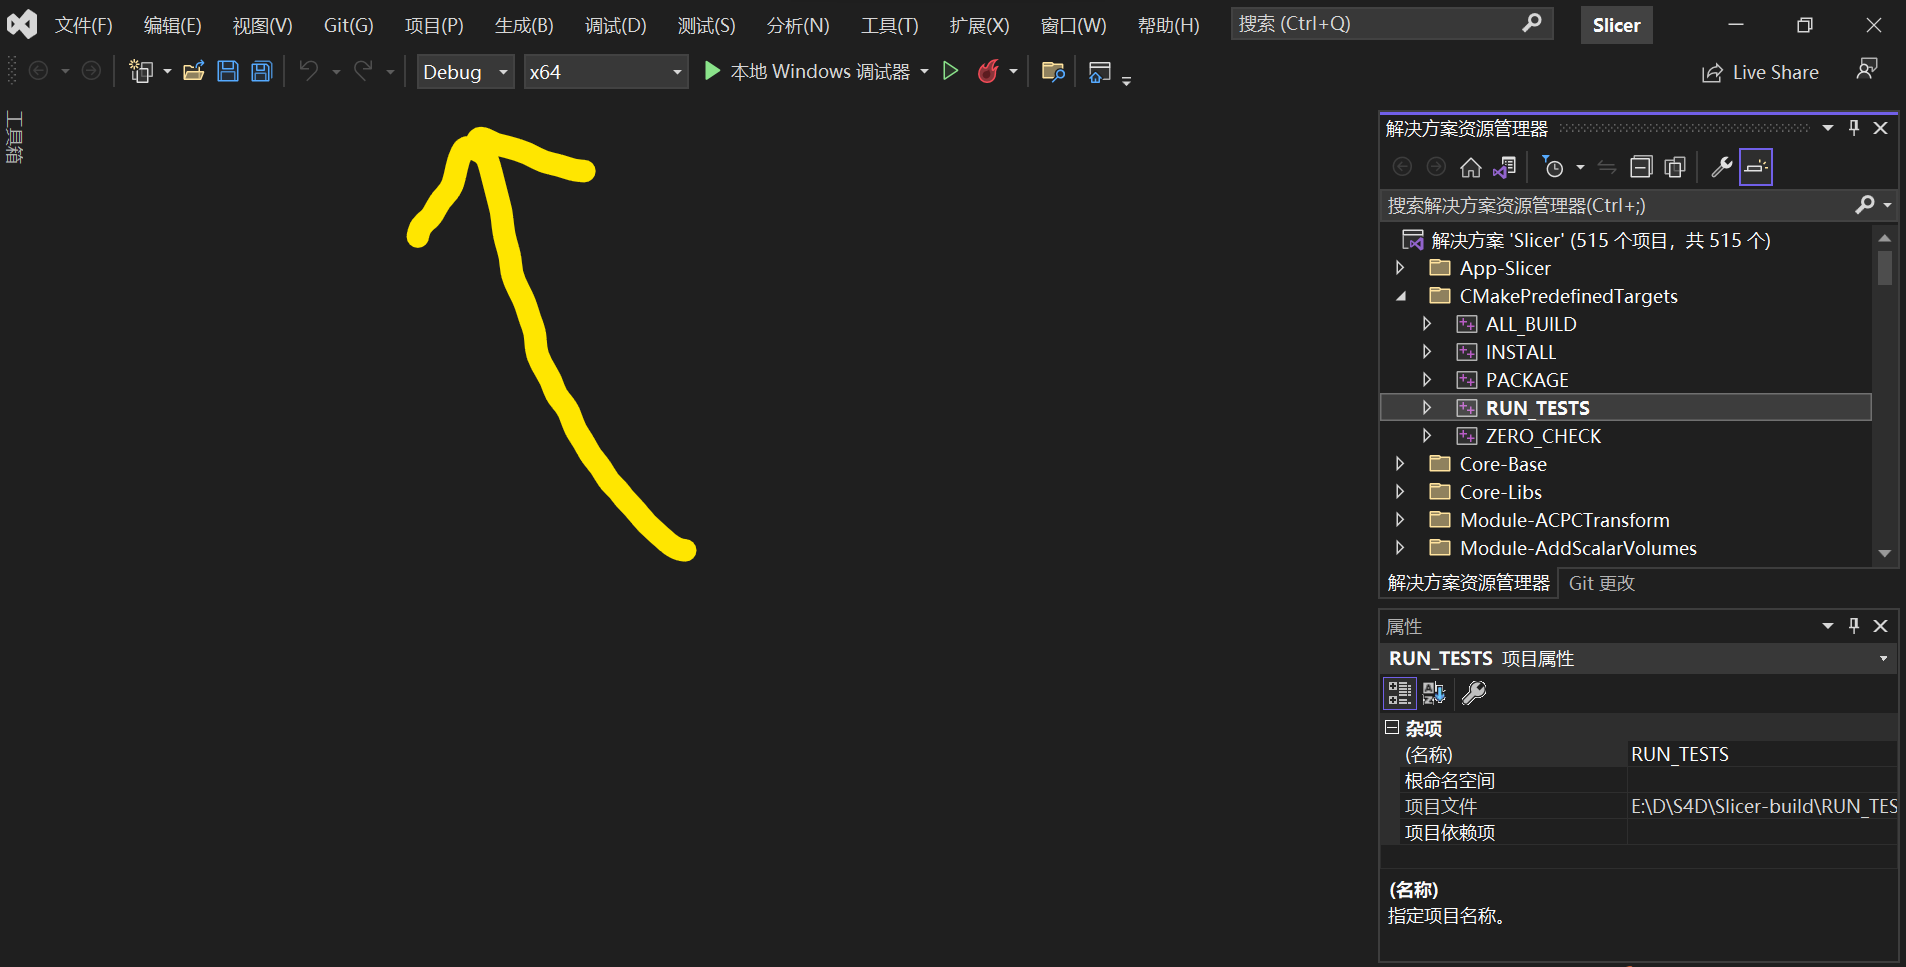 文件(F) 编辑(E) 视图(V) Git(G) 项目(P) 生成(B) 调试(D) 测试(S) 分析(N) 工具(T) 扩展(X) 窗口(W) 帮助(H) 搜索 (Ctrl+Q) Slicer
Debug x64 本地 Windows 调试器 Live Share
工具箱
解决方案资源管理器
搜索解决方案资源管理器(Ctrl+;)
解决方案 'Slicer' (515 个项目，共 515 个)
App-Slicer
CMakePredefinedTargets
ALL_BUILD
INSTALL
PACKAGE
RUN_TESTS
ZERO_CHECK
Core-Base
Core-Libs
Module-ACPCTransform
Module-AddScalarVolumes
解决方案资源管理器 Git 更改
属性
RUN_TESTS 项目属性
杂项
(名称) RUN_TESTS
根命名空间
项目文件 E:\D\S4D\Slicer-build\RUN_TES
项目依赖项
(名称)
指定项目名称。